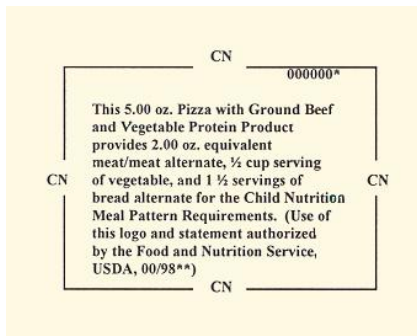 CN
000000*
This 5.00 oz. Pizza with Ground Beef
and Vegetable Protein Product
provides 2.00 oz. equivalent
meat/meat alternate, ½ cup serving
CN of vegetable, and 1 ½ servings of CN
bread alternate for the Child Nutrition
Meal Pattern Requirements. (Use of
this logo and statement authorized
by the Food and Nutrition Service,
USDA, 00/98**)
CN